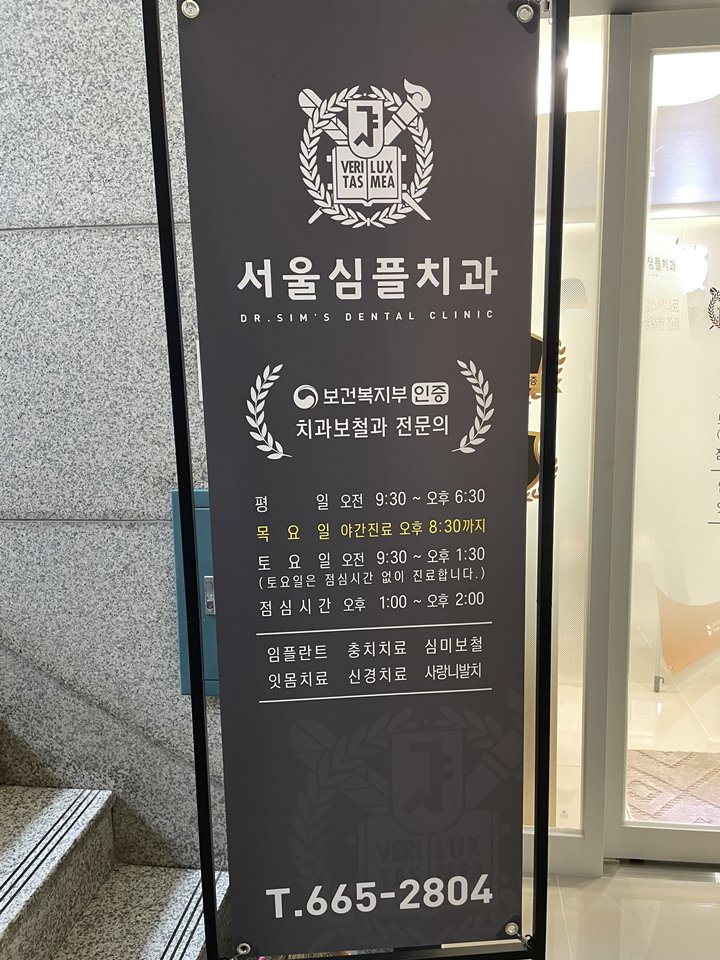 VERI LUX
TAS MEA
서울심플치과
DR.SIM'S DENTAL CLINIC
보건복지부 인증
치과보철과 전문의
평 일 오전 9:30 ~ 오후 6:30
목 요 일 야간진료 오후 8:30까지
토 요 일 오전 9:30 ~ 오후 1:30
(토요일은 점심시간 없이 진료합니다.)
점심시간 오후 1:00 ~ 오후 2:00
임플란트 충치치료 심미보철
잇몸치료 신경치료 사랑니발치
VERI LUX
TAS MEA
T.665-2804
심플치과